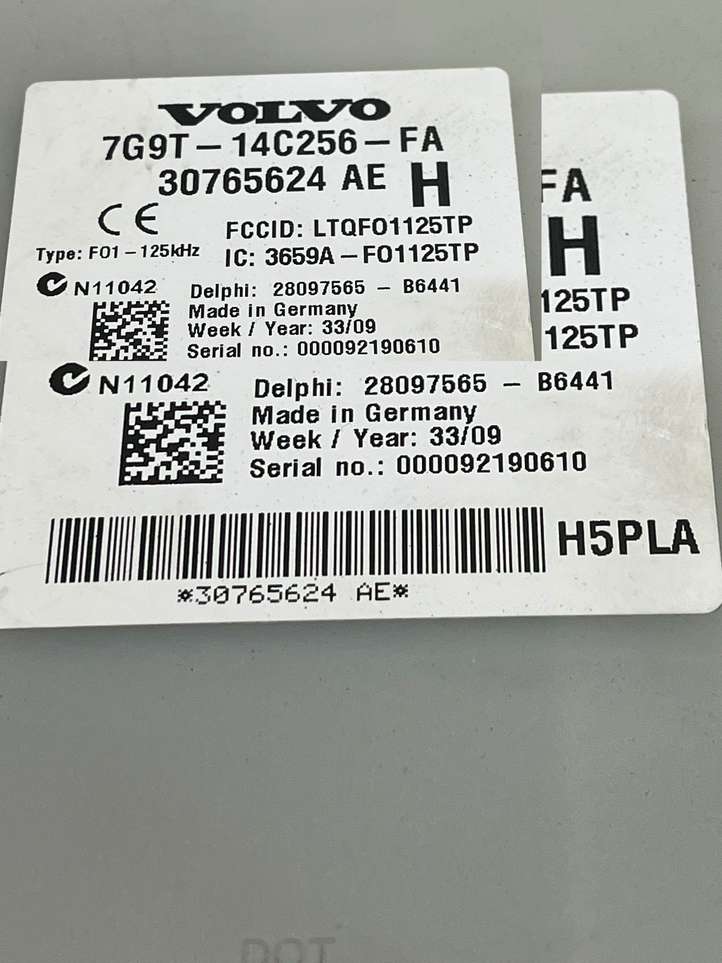 VOLVO
7G9T-14C256-FA
30765624 AE H
CE FCCID: LTQF01125TP
Type: F01-125kHz IC: 3659A-F01125TP
N11042 Delphi: 28097565 - B6441
Made in Germany
Week / Year: 33/09
Serial no.: 000092190610
FA
H
125TP
125TP
N11042 Delphi: 28097565 - B6441
Made in Germany
Week / Year: 33/09
Serial no.: 000092190610
H5PLA
*30765624 AE*